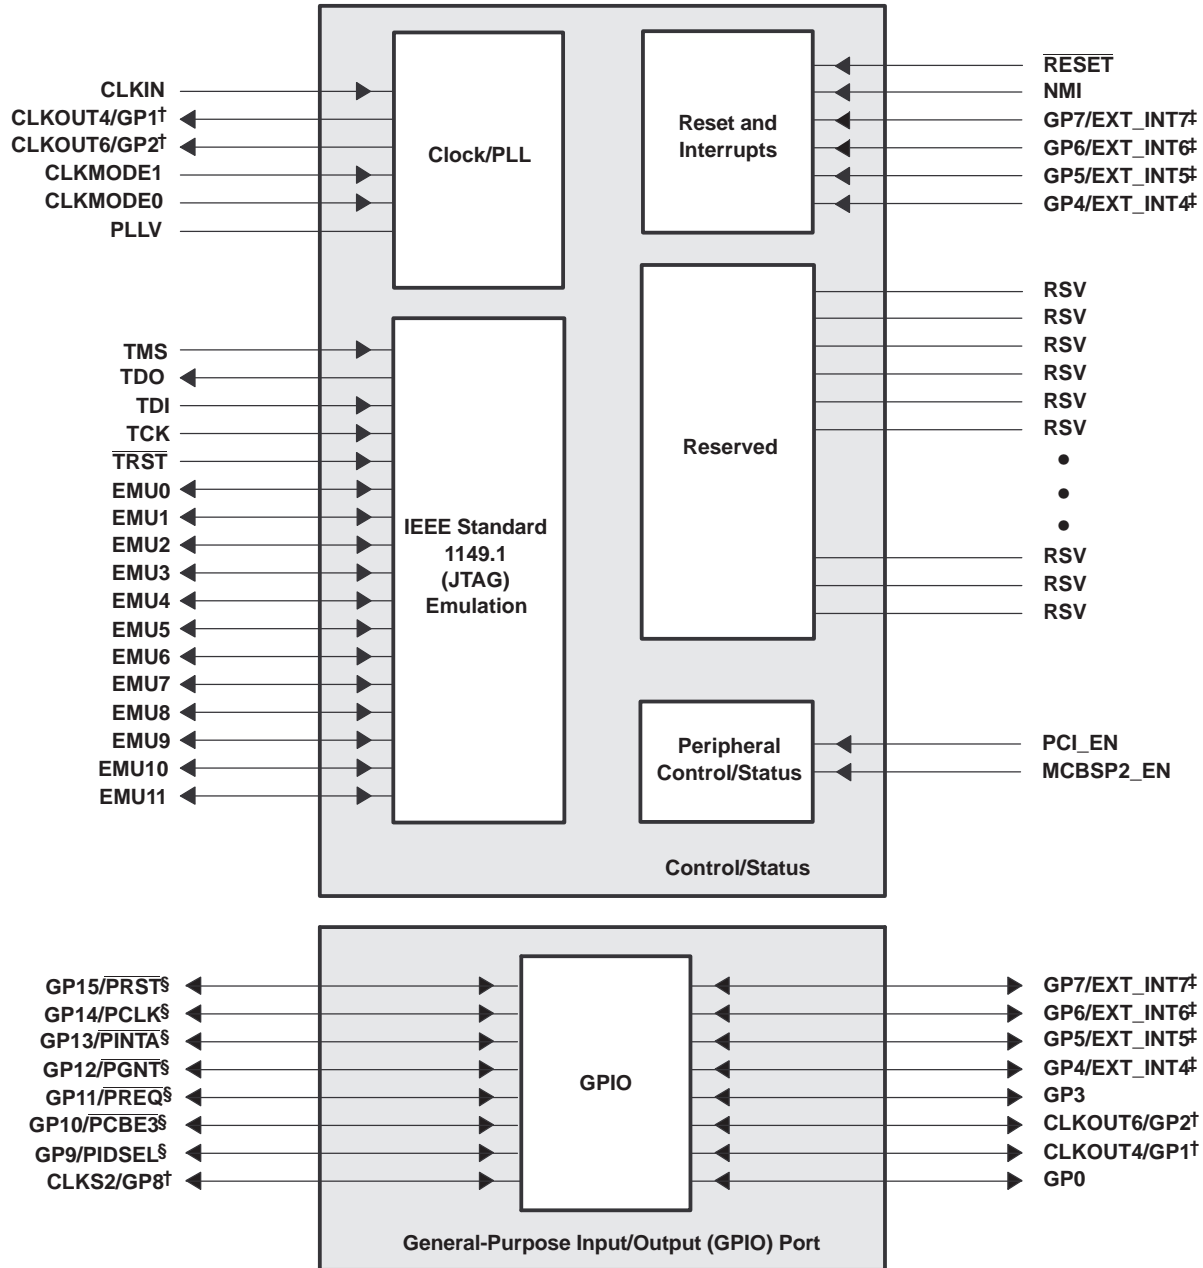 CLKIN
CLKOUT4/GP1†
CLKOUT6/GP2†
CLKMODE1
CLKMODE0
PLLV
Clock/PLL
Reset and
Interrupts
RESET
NMI
GP7/EXT_INT7‡
GP6/EXT_INT6‡
GP5/EXT_INT5‡
GP4/EXT_INT4‡
TMS
TDO
TDI
TCK
TRST
EMU0
EMU1
EMU2
EMU3
EMU4
EMU5
EMU6
EMU7
EMU8
EMU9
EMU10
EMU11
IEEE Standard
1149.1
(JTAG)
Emulation
Reserved
RSV
RSV
RSV
RSV
RSV
RSV
•
•
•
RSV
RSV
RSV
Peripheral
Control/Status
PCI_EN
MCBSP2_EN
Control/Status
GP15/PRST§
GP14/PCLK§
GP13/PINTA§
GP12/PGNT§
GP11/PREQ§
GP10/PCBE3§
GP9/PIDSEL§
CLKS2/GP8†
GPIO
GP7/EXT_INT7‡
GP6/EXT_INT6‡
GP5/EXT_INT5‡
GP4/EXT_INT4‡
GP3
CLKOUT6/GP2†
CLKOUT4/GP1†
GP0
General-Purpose Input/Output (GPIO) Port